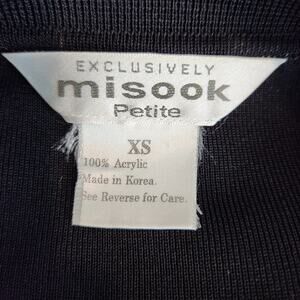 EXCLUSIVELY
misook
Petite
XS
100% Acrylic
Made in Korea.
See Reverse for Care.